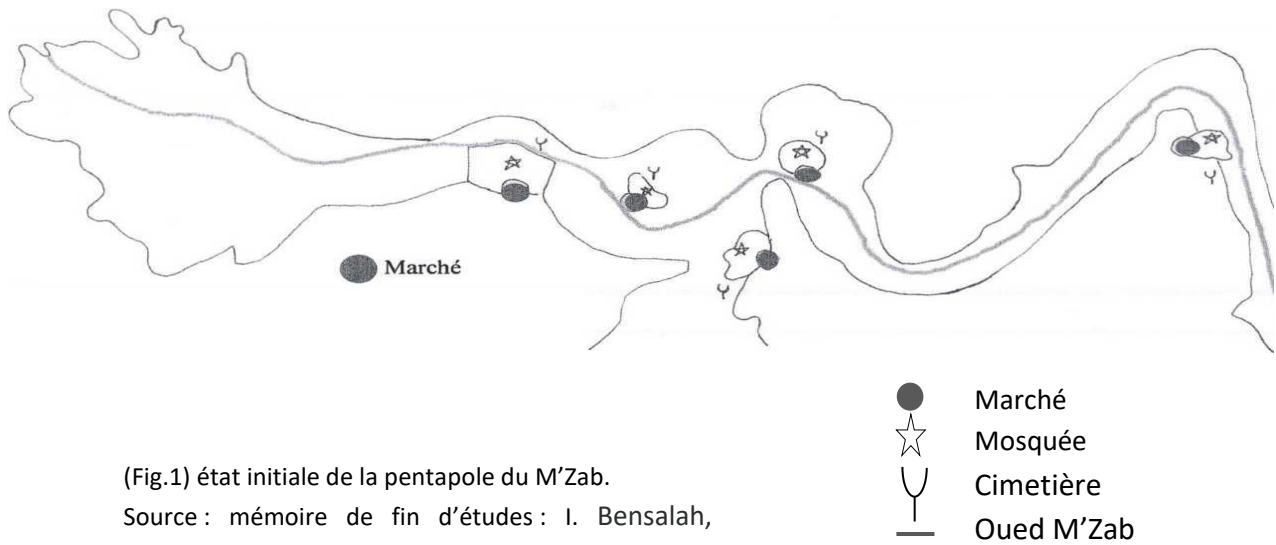 Marché
Marché
Mosquée
Cimetière
Oued M’Zab
(Fig.1) état initiale de la pentapole du M’Zab.
Source : mémoire de fin d’études : I. Bensalah,